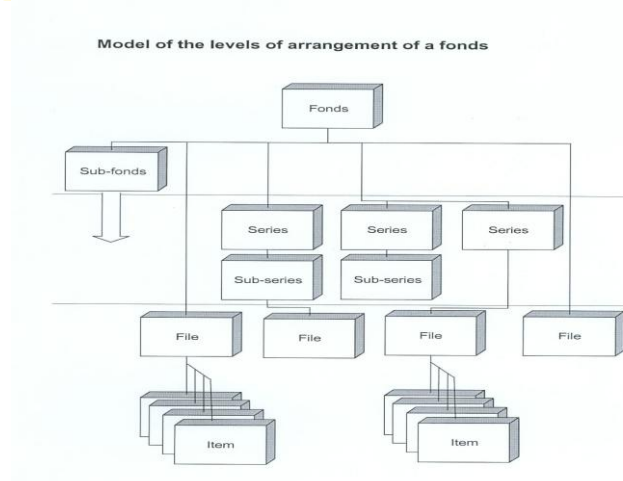 Model of the levels of arrangement of a fonds
Fonds
Sub-fonds
Series
Series
Series
Sub-series
Sub-series
File
File
File
File
Item
Item